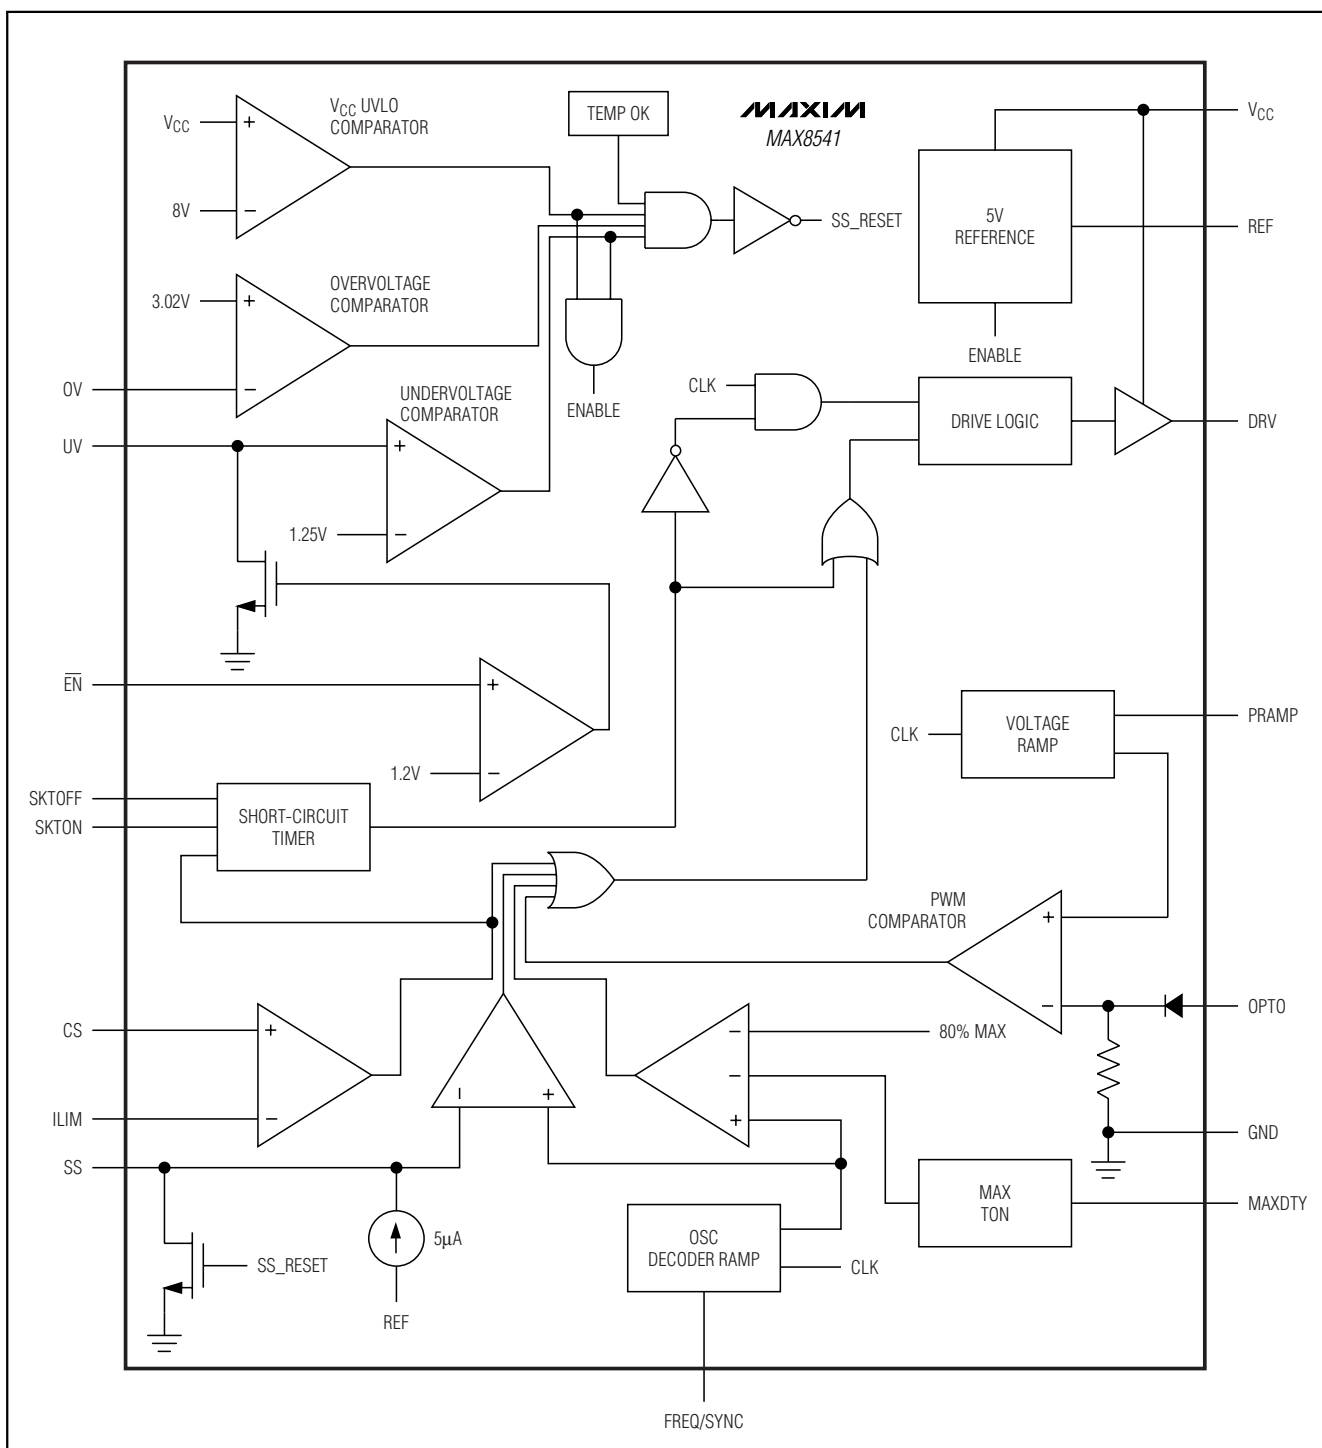 VCC
8V
VCC UVLO
COMPARATOR
+
−
TEMP OK
MAXIM
MAX8541
SS_RESET
VCC
5V
REFERENCE
REF
ENABLE
3.02V
OVERVOLTAGE
COMPARATOR
+
−
OV
ENABLE
UV
UNDERVOLTAGE
COMPARATOR
+
−
1.25V
CLK
DRIVE LOGIC
DRV
EN
+
−
1.2V
CLK
VOLTAGE
RAMP
PRAMP
SKTOFF
SKTON
SHORT-CIRCUIT
TIMER
PWM
COMPARATOR
+
−
OPTO
CS
+
−
ILIM
−
+
−
−
+
80% MAX
GND
SS
MAX
TON
MAXDTY
5µA
SS_RESET
REF
OSC
DECODER RAMP
CLK
FREQ/SYNC